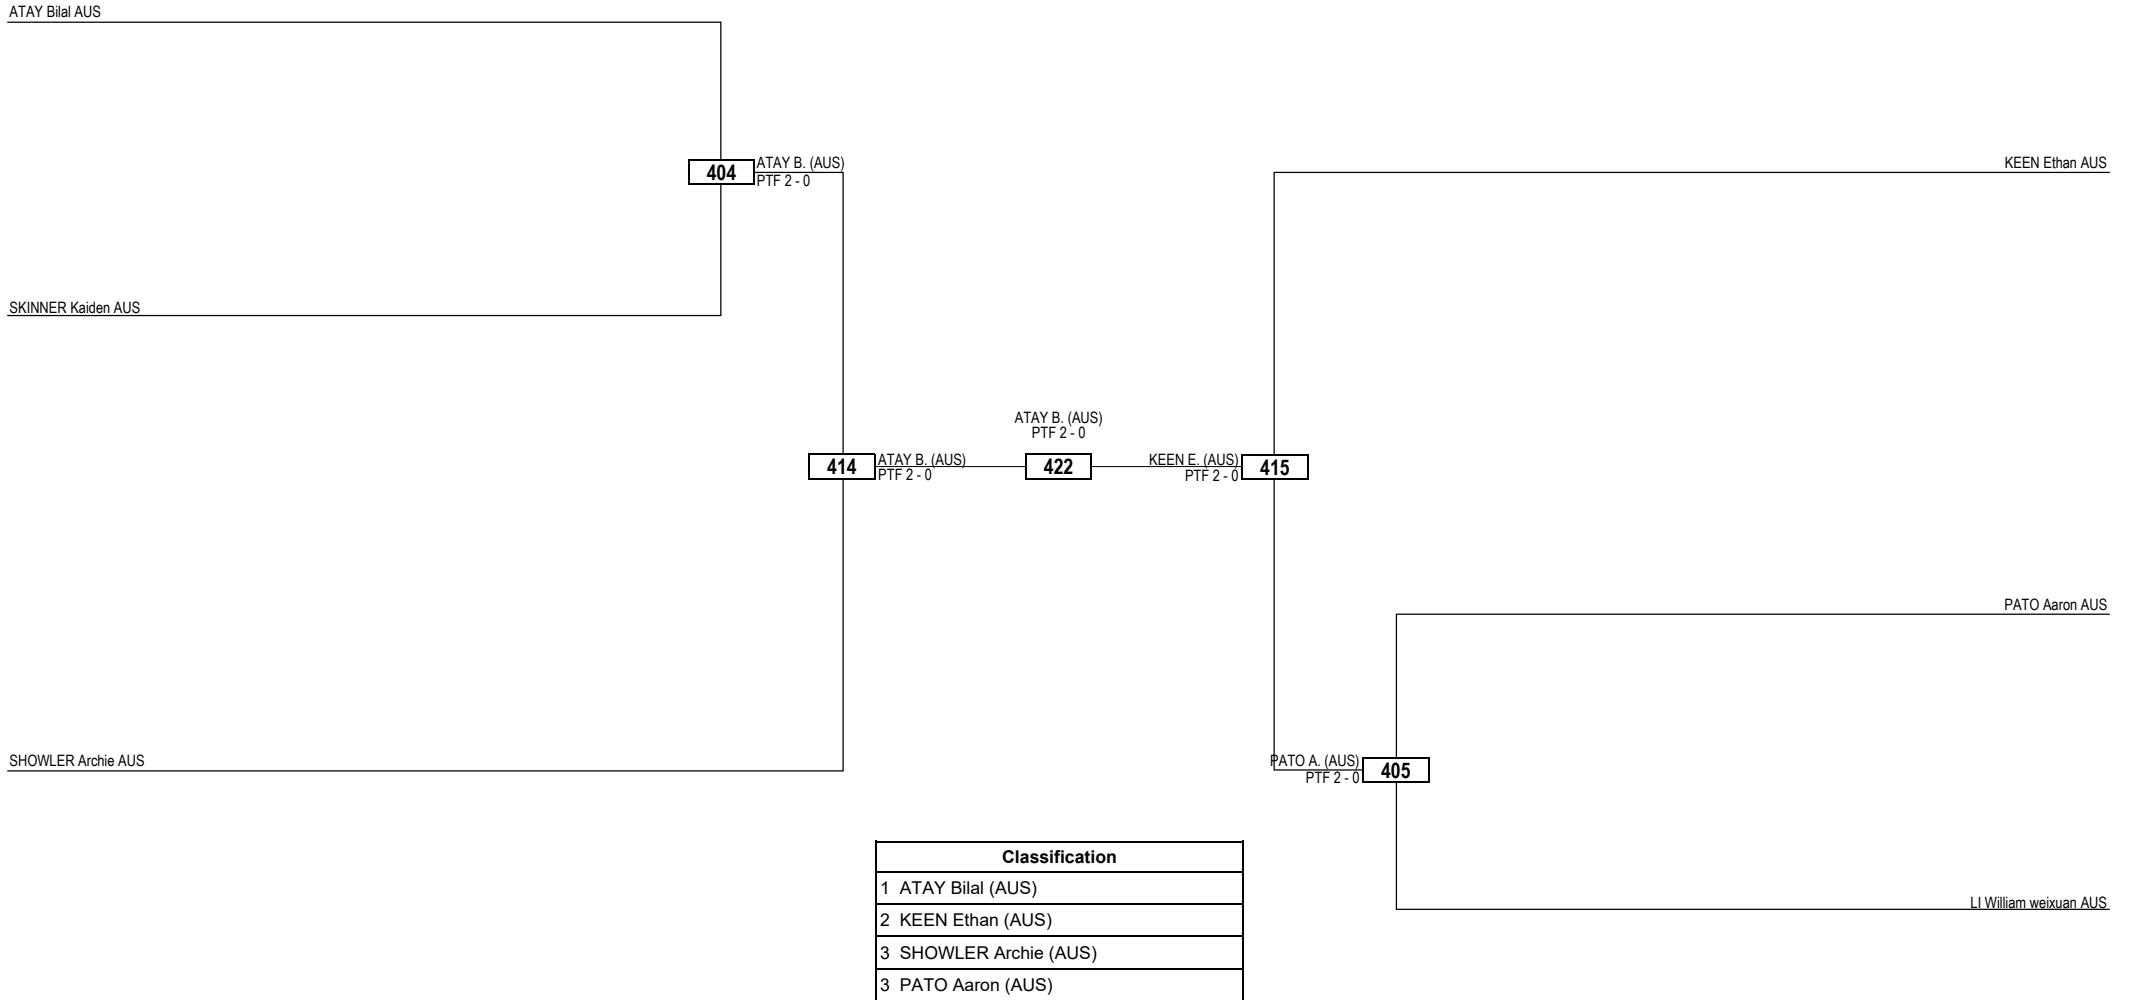 ATAY Bilal AUS
404
ATAY B. (AUS)
PTF 2 - 0
KEEN Ethan AUS
SKINNER Kaiden AUS
ATAY B. (AUS)
PTF 2 - 0
414
ATAY B. (AUS)
PTF 2 - 0
422
KEEN E. (AUS)
PTF 2 - 0
415
PATO Aaron AUS
SHOWLER Archie AUS
PATO A. (AUS)
PTF 2 - 0
405
LI William weixuan AUS
Classification
1 ATAY Bilal (AUS)
2 KEEN Ethan (AUS)
3 SHOWLER Archie (AUS)
3 PATO Aaron (AUS)